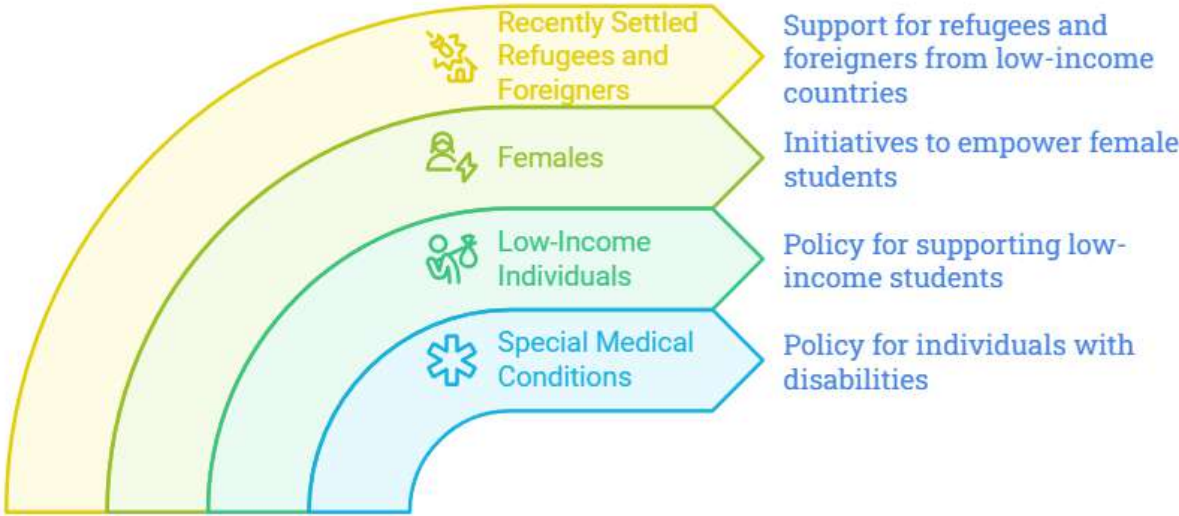 Recently Settled
Refugees and
Foreigners
Support for refugees and
foreigners from low-income
countries
Females
Initiatives to empower female
students
Low-Income
Individuals
Policy for supporting low-
income students
Special Medical
Conditions
Policy for individuals with
disabilities